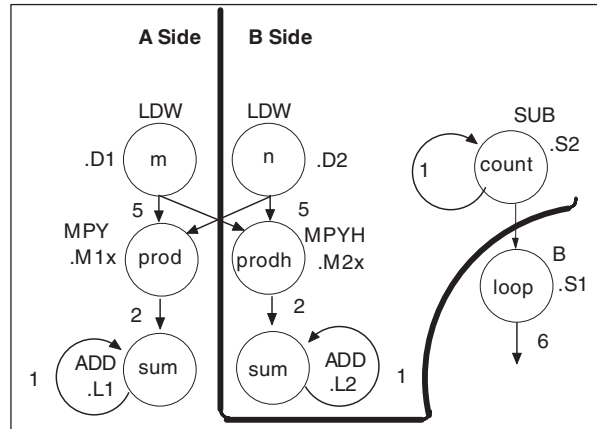 A Side
B Side
LDW
LDW
SUB
.D1
m
n
.D2
.S2
1
count
5
5
MPY
.M1x
prod
prodh
MPYH
.M2x
B
.S1
loop
2
2
6
1
ADD
.L1
sum
sum
ADD
.L2
1